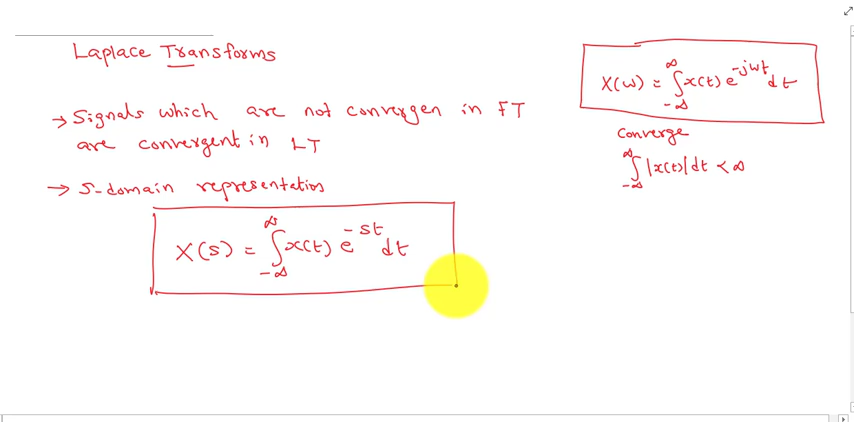 Laplace Transforms
→ Signals which are not convergen in FT
are convergent in LT
→ S-domain representation
X(s) = ∫_{-∞}^{∞} x(t) e^{-st} dt
X(w) = ∫_{-∞}^{∞} x(t) e^{-jwt} dt
Converge
∫_{-∞}^{∞} |x(t)| dt < ∞